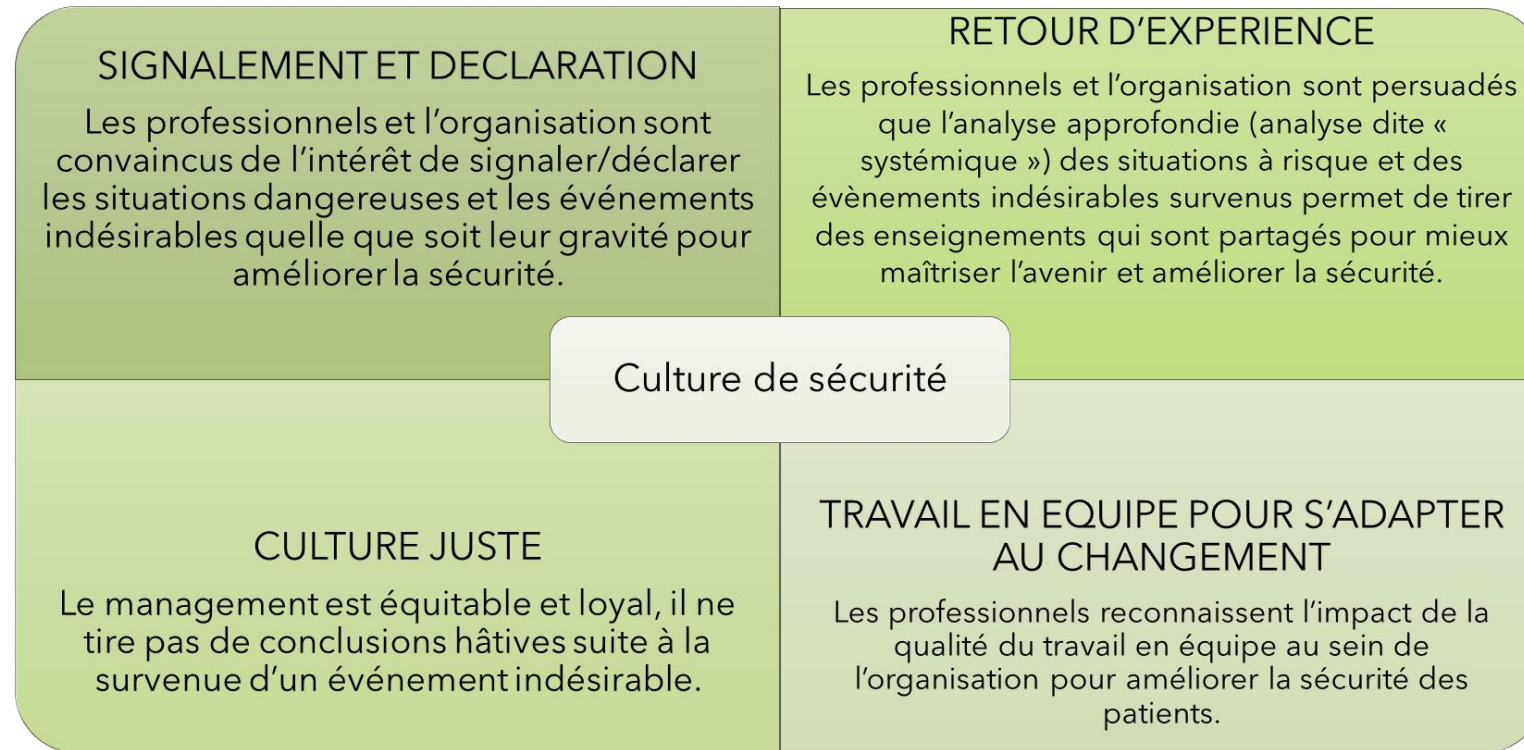 SIGNALEMENT ET DECLARATION
Les professionnels et l’organisation sont
convaincus de l’intérêt de signaler/déclarer
les situations dangereuses et les événements
indésirables quelle que soit leur gravité pour
améliorer la sécurité.
RETOUR D’EXPERIENCE
Les professionnels et l’organisation sont persuadés
que l’analyse approfondie (analyse dite «
systémique ») des situations à risque et des
évènements indésirables survenus permet de tirer
des enseignements qui sont partagés pour mieux
maîtriser l’avenir et améliorer la sécurité.
Culture de sécurité
CULTURE JUSTE
Le management est équitable et loyal, il ne
tire pas de conclusions hâtives suite à la
survenue d’un événement indésirable.
TRAVAIL EN EQUIPE POUR S’ADAPTER
AU CHANGEMENT
Les professionnels reconnaissent l’impact de la
qualité du travail en équipe au sein de
l’organisation pour améliorer la sécurité des
patients.